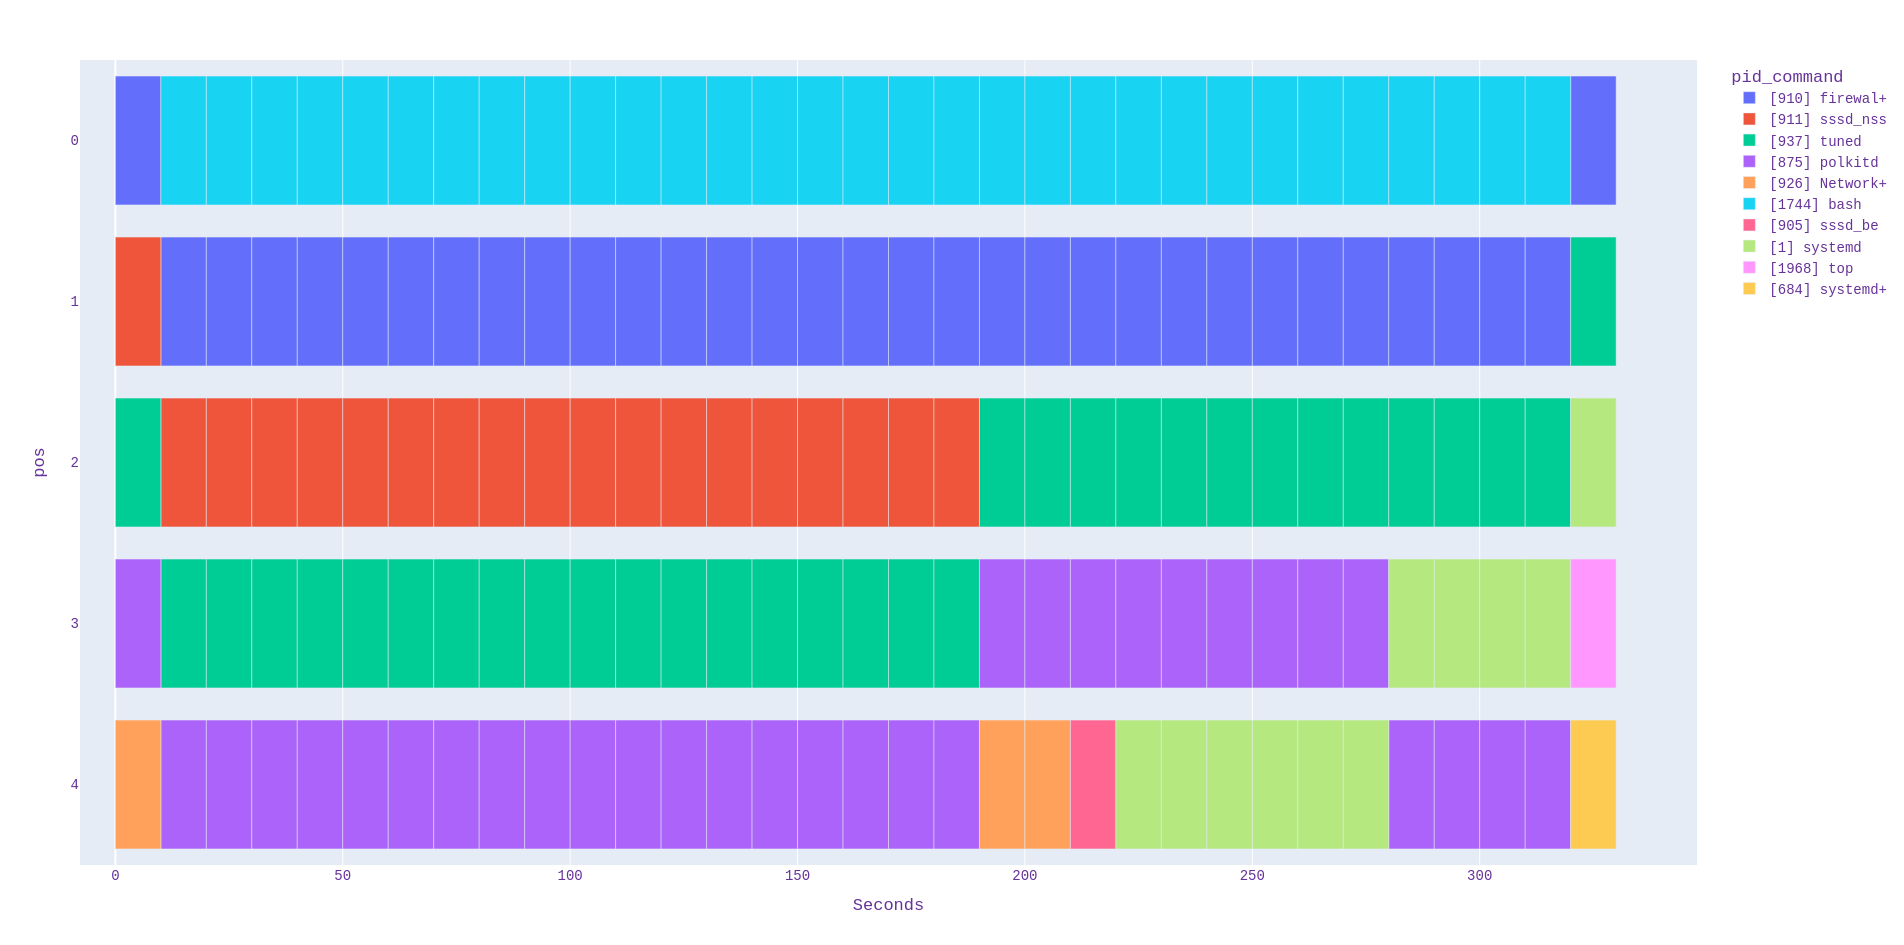 pid_command
[910] firewal+
[911] sssd_nss
[937] tuned
[875] polkitd
[926] Network+
[1744] bash
[905] sssd_be
[1] systemd
[1968] top
[684] systemd+
pos
0
1
2
3
4
0 50 100 150 200 250 300
Seconds